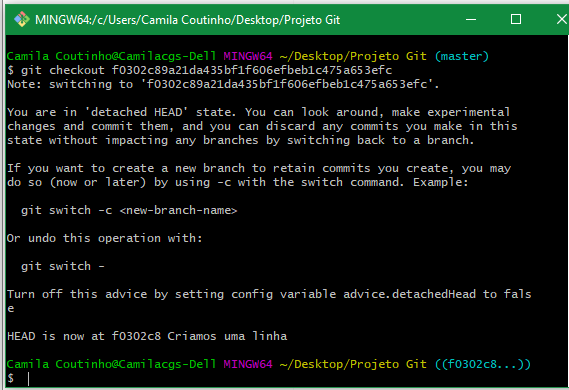 MINGW64:/c/Users/Camila Coutinho/Desktop/Projeto Git
Camila Coutinho@Camilacgs-Dell MINGW64 ~/Desktop/Projeto Git (master)
$ git checkout f0302c89a21da435bf1f606efbeb1c475a653efc
Note: switching to 'f0302c89a21da435bf1f606efbeb1c475a653efc'.
You are in 'detached HEAD' state. You can look around, make experimental
changes and commit them, and you can discard any commits you make in this
state without impacting any branches by switching back to a branch.
If you want to create a new branch to retain commits you create, you may
do so (now or later) by using -c with the switch command. Example:
git switch -c <new-branch-name>
Or undo this operation with:
git switch -
Turn off this advice by setting config variable advice.detachedHead to fals
e
HEAD is now at f0302c8 Criamos uma linha
Camila Coutinho@Camilacgs-Dell MINGW64 ~/Desktop/Projeto Git ((f0302c8...))
$